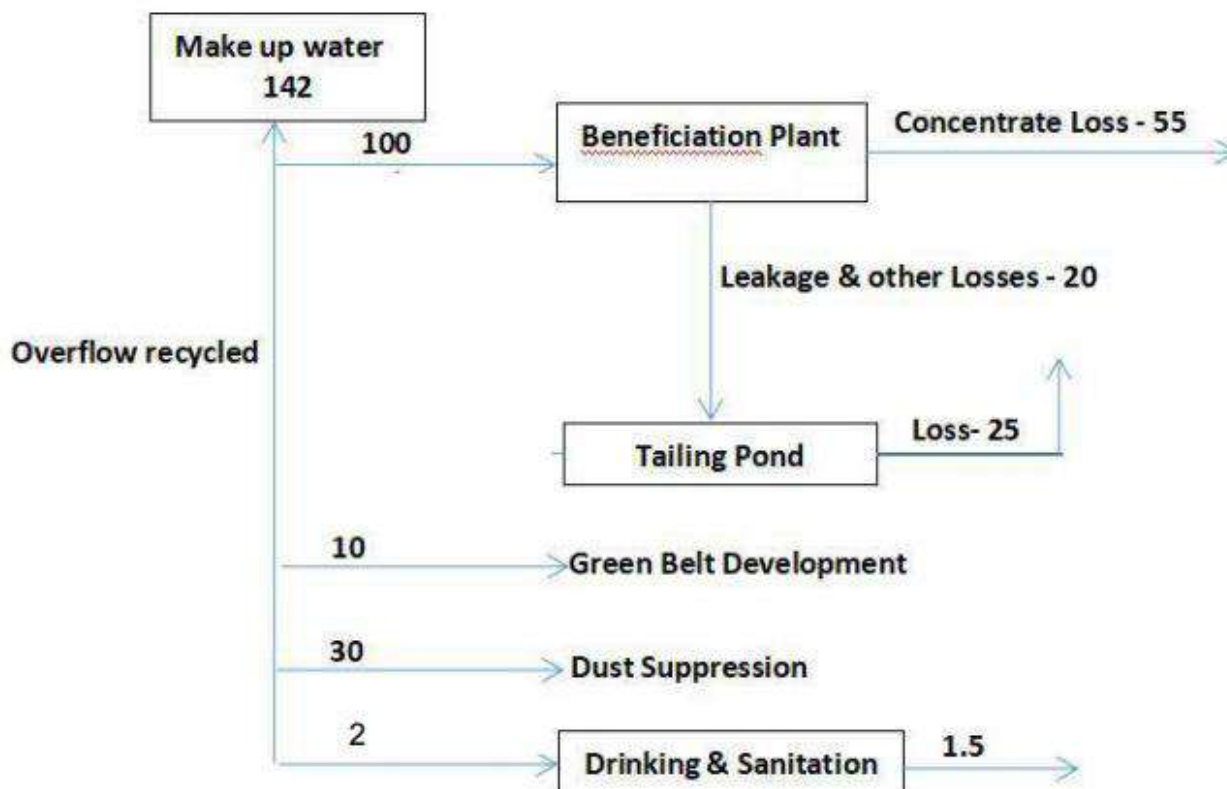 Make up water
142
100
Beneficiation Plant
Concentrate Loss - 55
Leakage & other Losses - 20
Overflow recycled
Tailing Pond
Loss- 25
10
Green Belt Development
30
Dust Suppression
2
Drinking & Sanitation
1.5